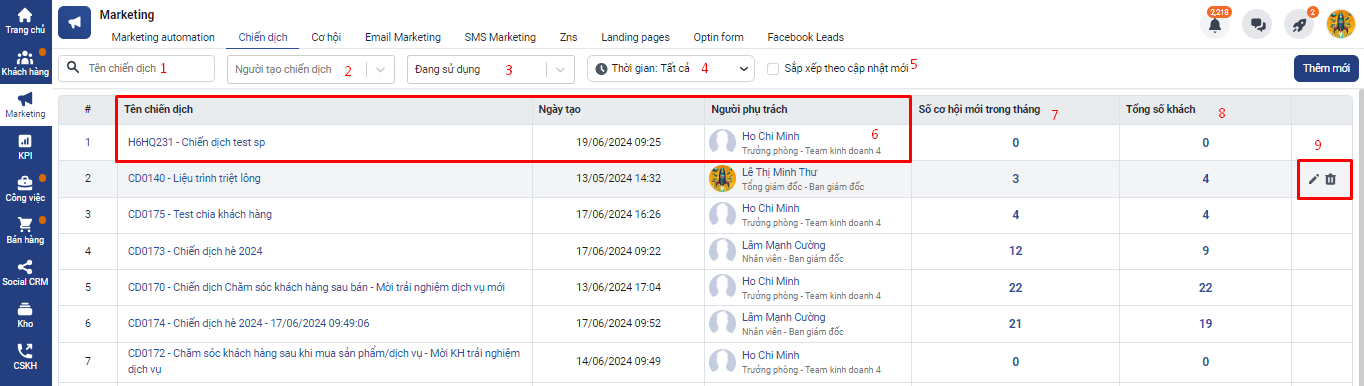 Trang chủ
Khách hàng
Marketing
KPI
Công việc
Bán hàng
Social CRM
Kho
CSKH
Marketing
2,218
2
Marketing automation Chiến dịch Cơ hội Email Marketing SMS Marketing Zns Landing pages Optin form Facebook Leads
Tên chiến dịch 1 Người tạo chiến dịch 2 Đang sử dụng 3 Thời gian: Tất cả 4 Sắp xếp theo cập nhật mới 5 Thêm mới
# Tên chiến dịch Ngày tạo Người phụ trách Số cơ hội mới trong tháng 7 Tổng số khách 8
1 H6HQ231 - Chiến dịch test sp 19/06/2024 09:25 Ho Chi Minh 6 0 0 9
Trưởng phòng - Team kinh doanh 4
2 CD0140 - Liệu trình triệt lông 13/05/2024 14:32 Lê Thị Minh Thư 3 4
Tổng giám đốc - Ban giám đốc
3 CD0175 - Test chia khách hàng 17/06/2024 16:26 Ho Chi Minh 4 4
Trưởng phòng - Team kinh doanh 4
4 CD0173 - Chiến dịch hè 2024 17/06/2024 09:22 Lâm Mạnh Cường 12 9
Nhân viên - Ban giám đốc
5 CD0170 - Chiến dịch Chăm sóc khách hàng sau bán - Mời trải nghiệm dịch vụ mới 13/06/2024 17:04 Ho Chi Minh 22 22
Trưởng phòng - Team kinh doanh 4
6 CD0174 - Chiến dịch hè 2024 - 17/06/2024 09:49:06 17/06/2024 09:52 Lâm Mạnh Cường 21 19
Nhân viên - Ban giám đốc
7 CD0172 - Chăm sóc khách hàng sau khi mua sản phẩm/dịch vụ - Mời KH trải nghiệm 14/06/2024 09:49 Ho Chi Minh 0 0
dịch vụ Trưởng phòng - Team kinh doanh 4